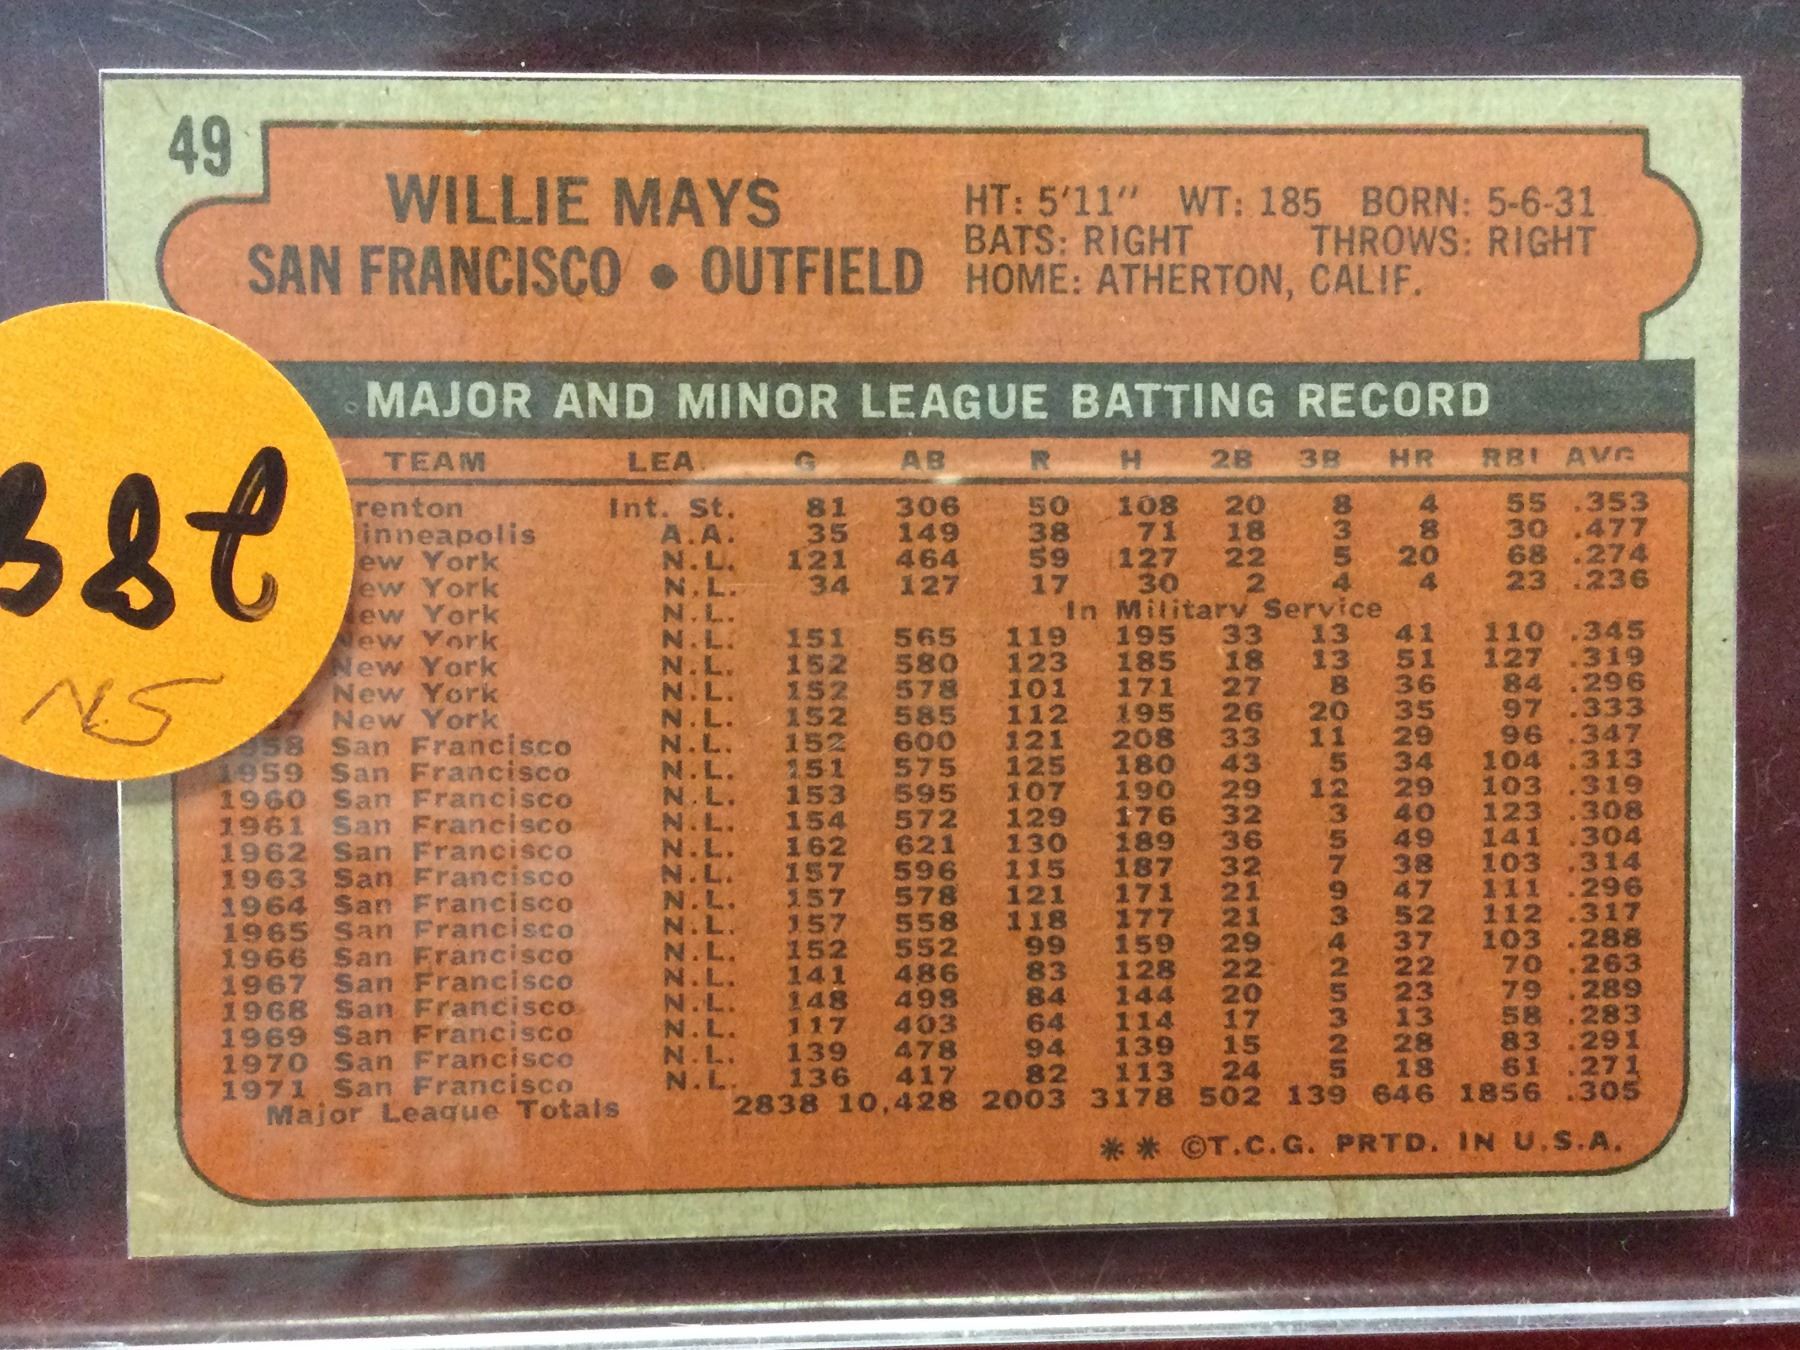 49
WILLIE MAYS
SAN FRANCISCO • OUTFIELD
HT: 5'11" WT: 185 BORN: 5-6-31
BATS: RIGHT THROWS: RIGHT
HOME: ATHERTON, CALIF.
MAJOR AND MINOR LEAGUE BATTING RECORD
TEAM LEA. G AB R H 2B 3B HR RBI AVG
renton Int. St. 81 306 50 108 20 8 4 55 .353
inneapolis A.A. 35 149 38 71 18 3 8 30 .477
ew York N.L. 121 464 59 127 22 5 20 68 .274
ew York N.L. 34 127 17 30 2 4 4 23 .236
ew York N.L. In Military Service
New York N.L. 151 565 119 195 33 13 41 110 .345
New York N.L. 152 580 123 185 18 13 51 127 .319
New York N.L. 152 578 101 171 27 8 36 84 .296
7 New York N.L. 152 585 112 195 26 20 35 97 .333
958 San Francisco N.L. 152 600 121 208 33 11 29 96 .347
1959 San Francisco N.L. 151 575 125 180 43 5 34 104 .313
1960 San Francisco N.L. 153 595 107 190 29 12 29 103 .319
1961 San Francisco N.L. 154 572 129 176 32 3 40 123 .308
1962 San Francisco N.L. 162 621 130 189 36 5 49 141 .304
1963 San Francisco N.L. 157 596 115 187 32 7 38 103 .314
1964 San Francisco N.L. 157 578 121 171 21 9 47 111 .296
1965 San Francisco N.L. 157 558 118 177 21 3 52 112 .317
1966 San Francisco N.L. 152 552 99 159 29 4 37 103 .288
1967 San Francisco N.L. 141 486 83 128 22 2 22 70 .263
1968 San Francisco N.L. 148 498 84 144 20 5 23 79 .289
1969 San Francisco N.L. 117 403 64 114 17 3 13 58 .283
1970 San Francisco N.L. 139 478 94 139 15 2 28 83 .291
1971 San Francisco N.L. 136 417 82 113 24 5 18 61 .271
Major League Totals 2838 10,428 2003 3178 502 139 646 1856 .305
** ©T.C.G. PRTD. IN U.S.A.
NS